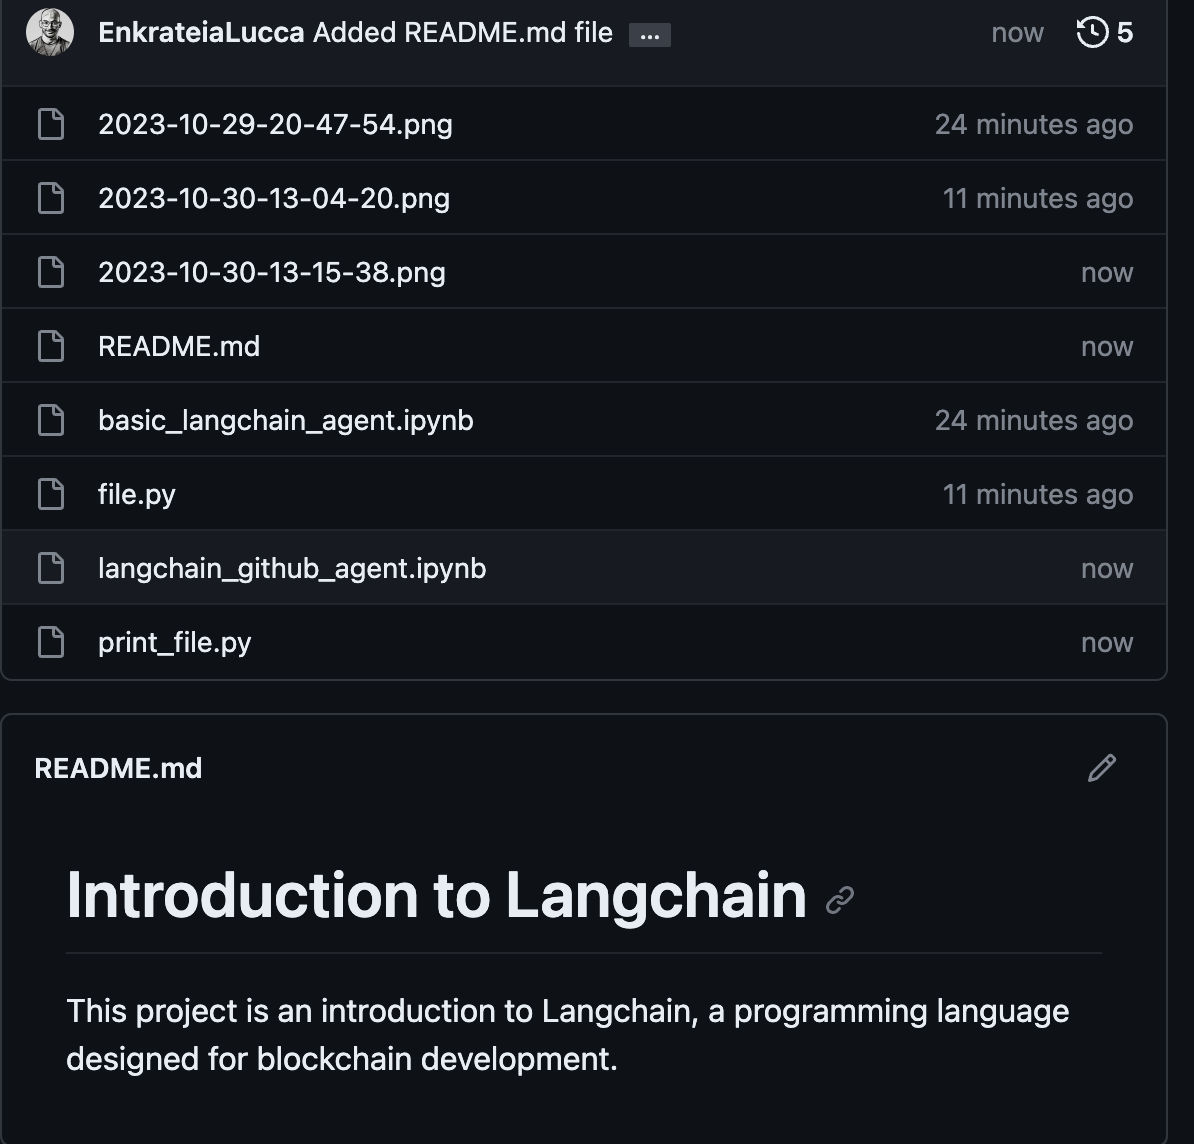 EnkrateiaLucca Added README.md file ... now 5
2023-10-29-20-47-54.png 24 minutes ago
2023-10-30-13-04-20.png 11 minutes ago
2023-10-30-13-15-38.png now
README.md now
basic_langchain_agent.ipynb 24 minutes ago
file.py 11 minutes ago
langchain_github_agent.ipynb now
print_file.py now
README.md
Introduction to Langchain
This project is an introduction to Langchain, a programming language
designed for blockchain development.